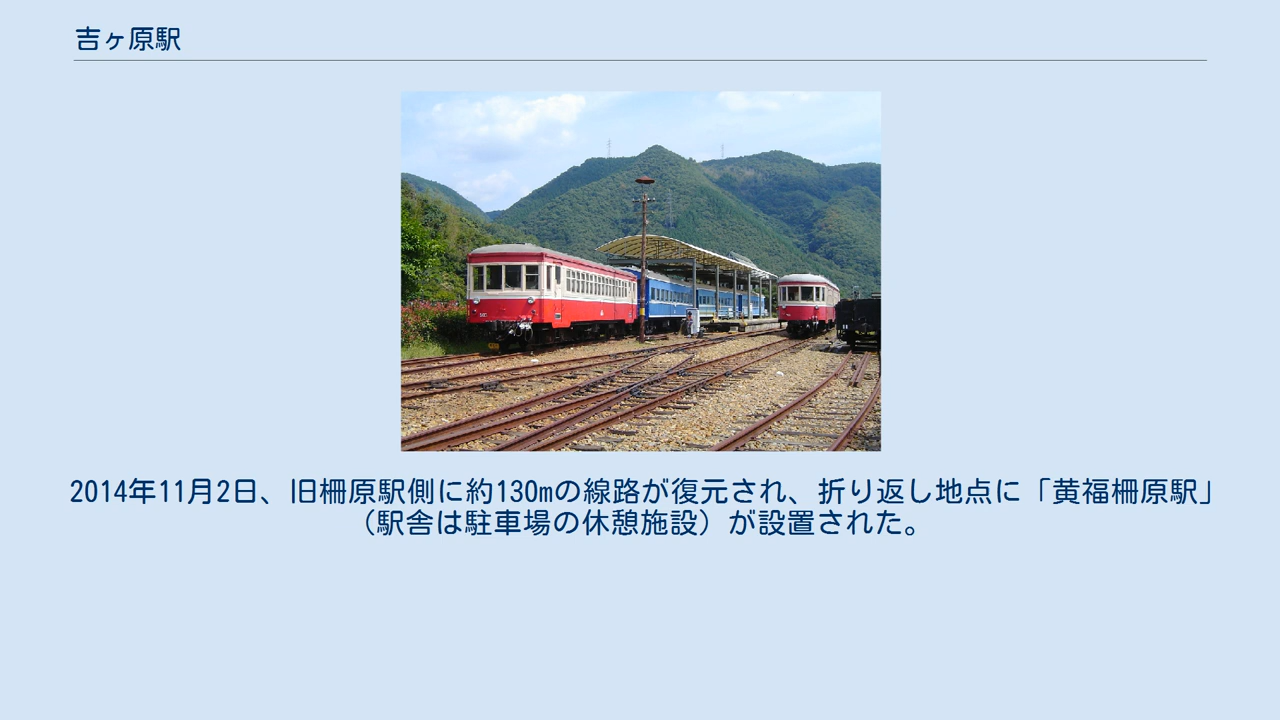 吉ヶ原駅
2014年11月2日、旧柵原駅側に約130mの線路が復元され、折り返し地点に「黄福柵原駅」
（駅舎は駐車場の休憩施設）が設置された。